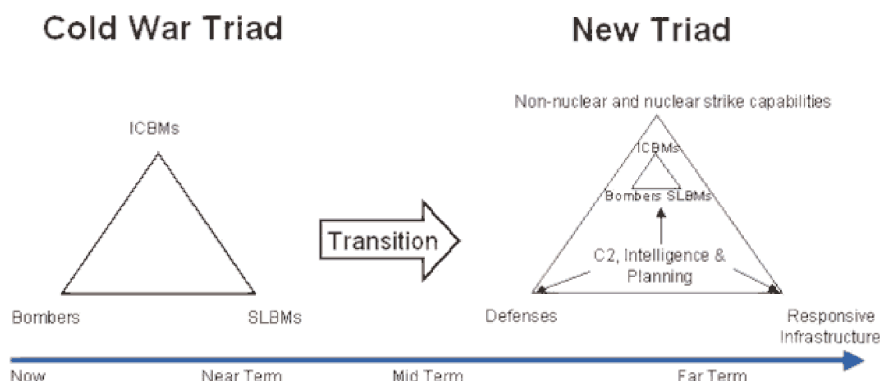 Cold War Triad
New Triad
ICBMs
Bombers
SLBMs
Transition
Non-nuclear and nuclear strike capabilities
ICBMs
Bombers SLBMs
C2, Intelligence &
Planning
Defenses
Responsive
Infrastructure
Now
Near Term
Mid Term
Far Term